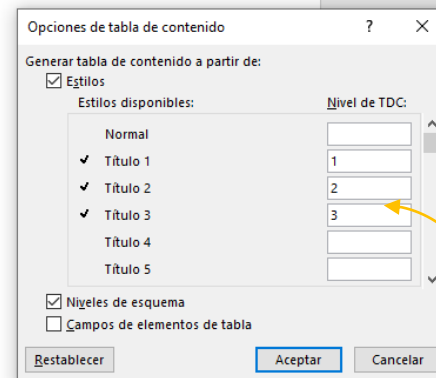 Opciones de tabla de contenido ? ×
Generar tabla de contenido a partir de:
Estilos
Estilos disponibles: Nivel de TDC:
Normal
Título 1 1
Título 2 2
Título 3 3
Título 4
Título 5
Niveles de esquema
Campos de elementos de tabla
Restablecer Aceptar Cancelar